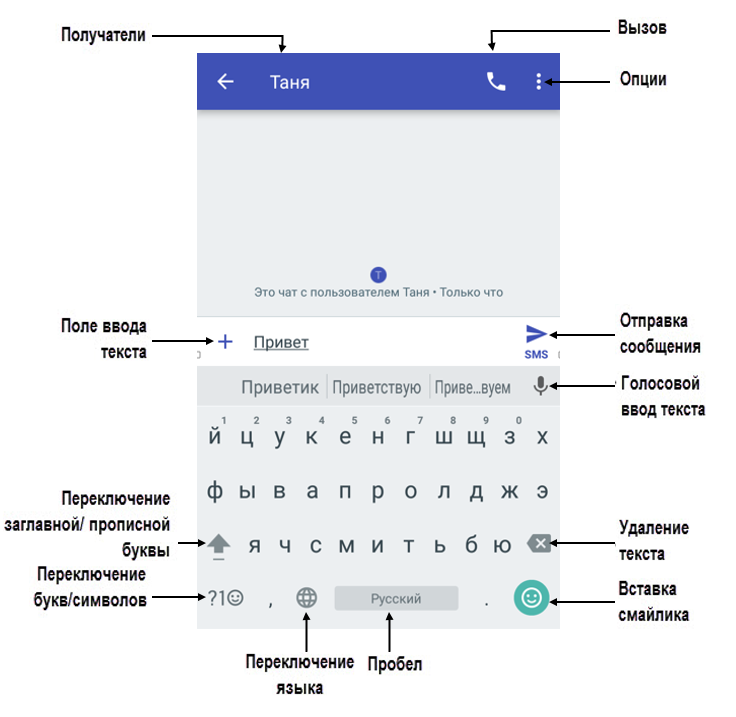 Получатели
Вызов
Таня
Опции
Т
Это чат с пользователем Таня • Только что
Поле ввода
текста
Привет
SMS
Отправка
сообщения
Приветик
Приветствую
Приве...вуем
Голосовой
ввод текста
1 2 3 4 5 6 7 8 9 0
й ц у к е н г ш щ з х
ф ы в а п р о л д ж э
Переключение
заглавной/ прописной
буквы
я ч с м и т ь б ю
Удаление
текста
Переключение
букв/символов
?1☺ , Русский .
Вставка
смайлика
Переключение
языка
Пробел